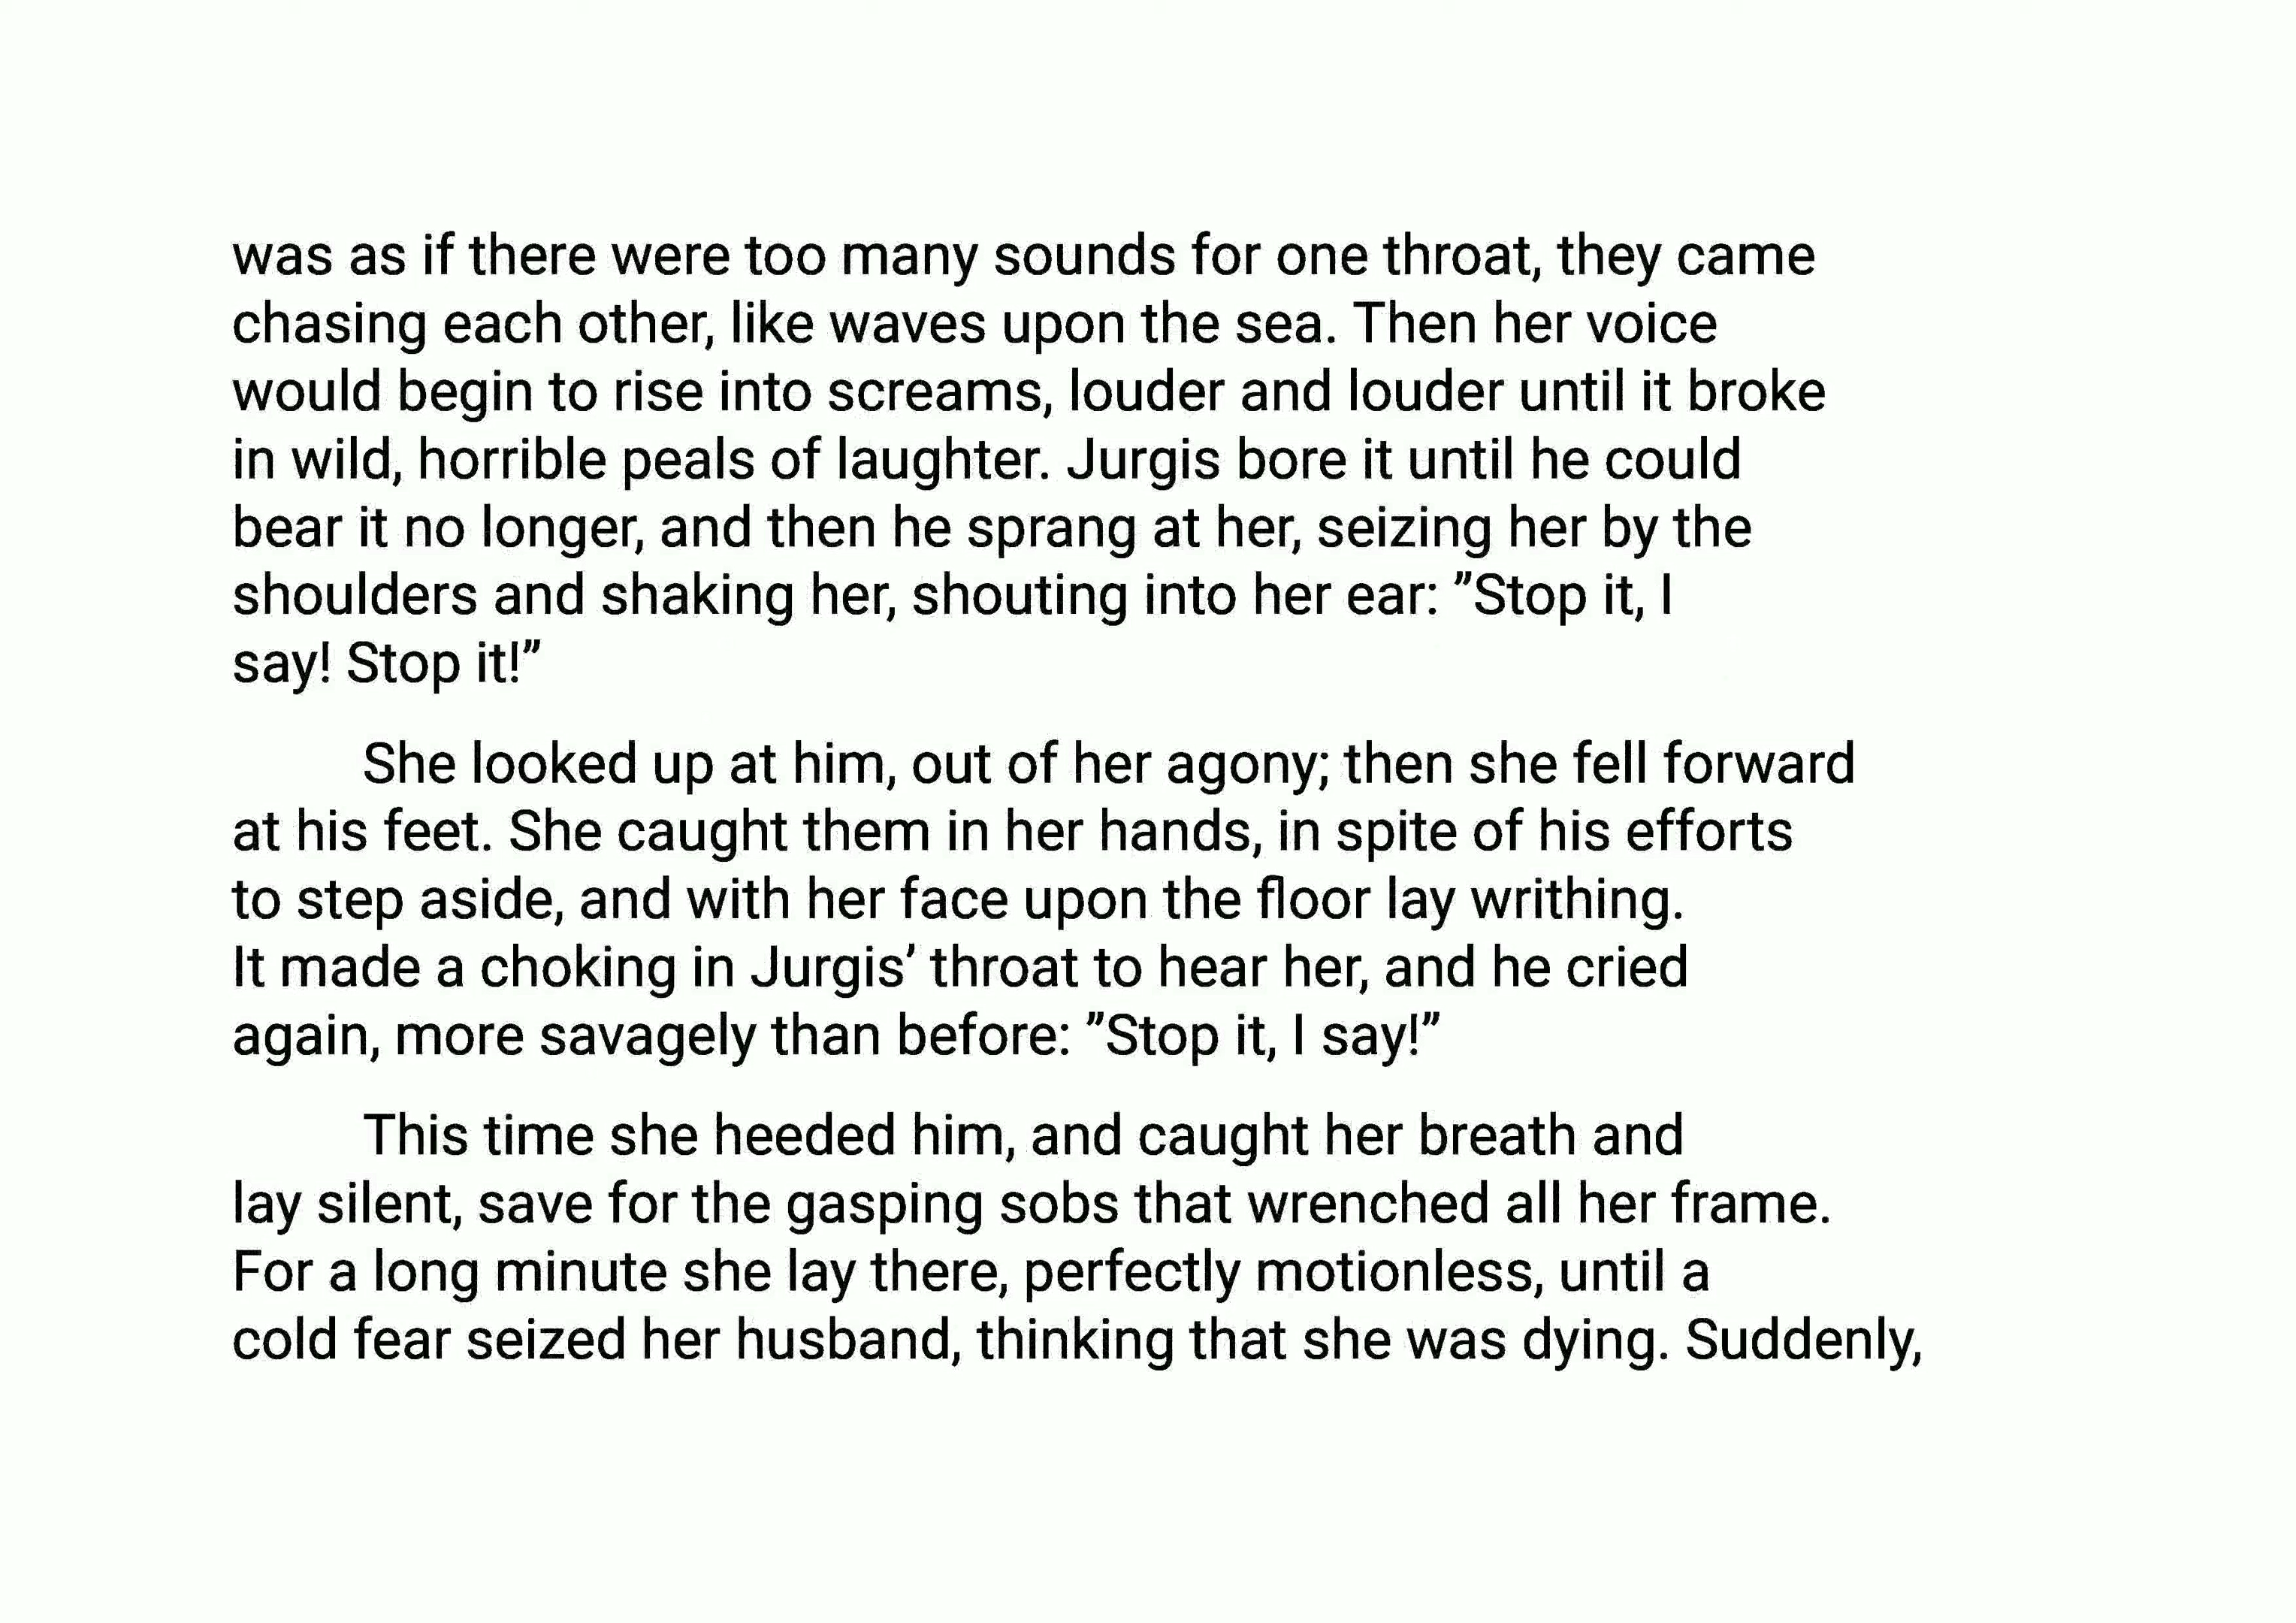 was as if there were too many sounds for one throat, they came
chasing each other, like waves upon the sea. Then her voice
would begin to rise into screams, louder and louder until it broke
in wild, horrible peals of laughter. Jurgis bore it until he could
bear it no longer, and then he sprang at her, seizing her by the
shoulders and shaking her, shouting into her ear: ”Stop it, I
say! Stop it!”
She looked up at him, out of her agony; then she fell forward
at his feet. She caught them in her hands, in spite of his efforts
to step aside, and with her face upon the floor lay writhing.
It made a choking in Jurgis’ throat to hear her, and he cried
again, more savagely than before: ”Stop it, I say!”
This time she heeded him, and caught her breath and
lay silent, save for the gasping sobs that wrenched all her frame.
For a long minute she lay there, perfectly motionless, until a
cold fear seized her husband, thinking that she was dying. Suddenly,